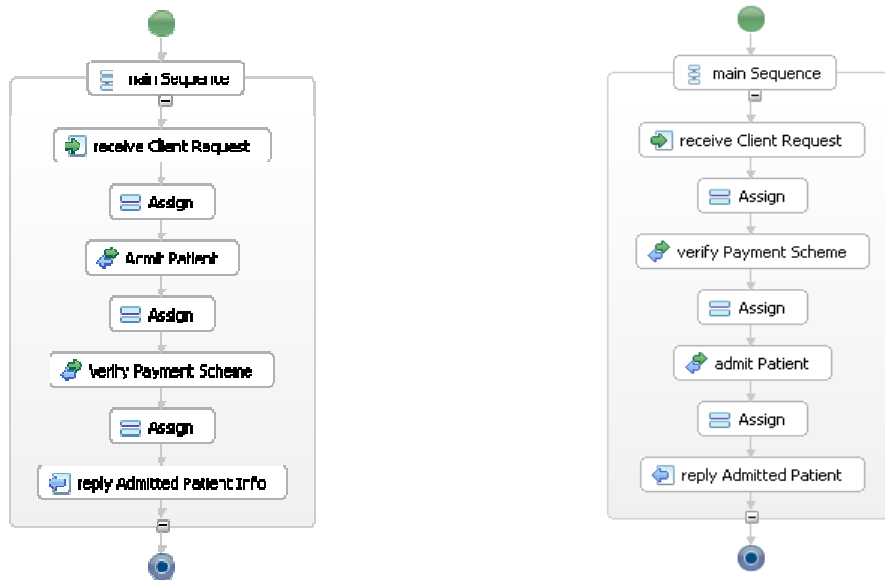 main Sequence
receive Client Request
Assign
Admit Patient
Assign
Verify Payment Scheme
Assign
reply Admitted Patient Info
main Sequence
receive Client Request
Assign
verify Payment Scheme
Assign
admit Patient
Assign
reply Admitted Patient